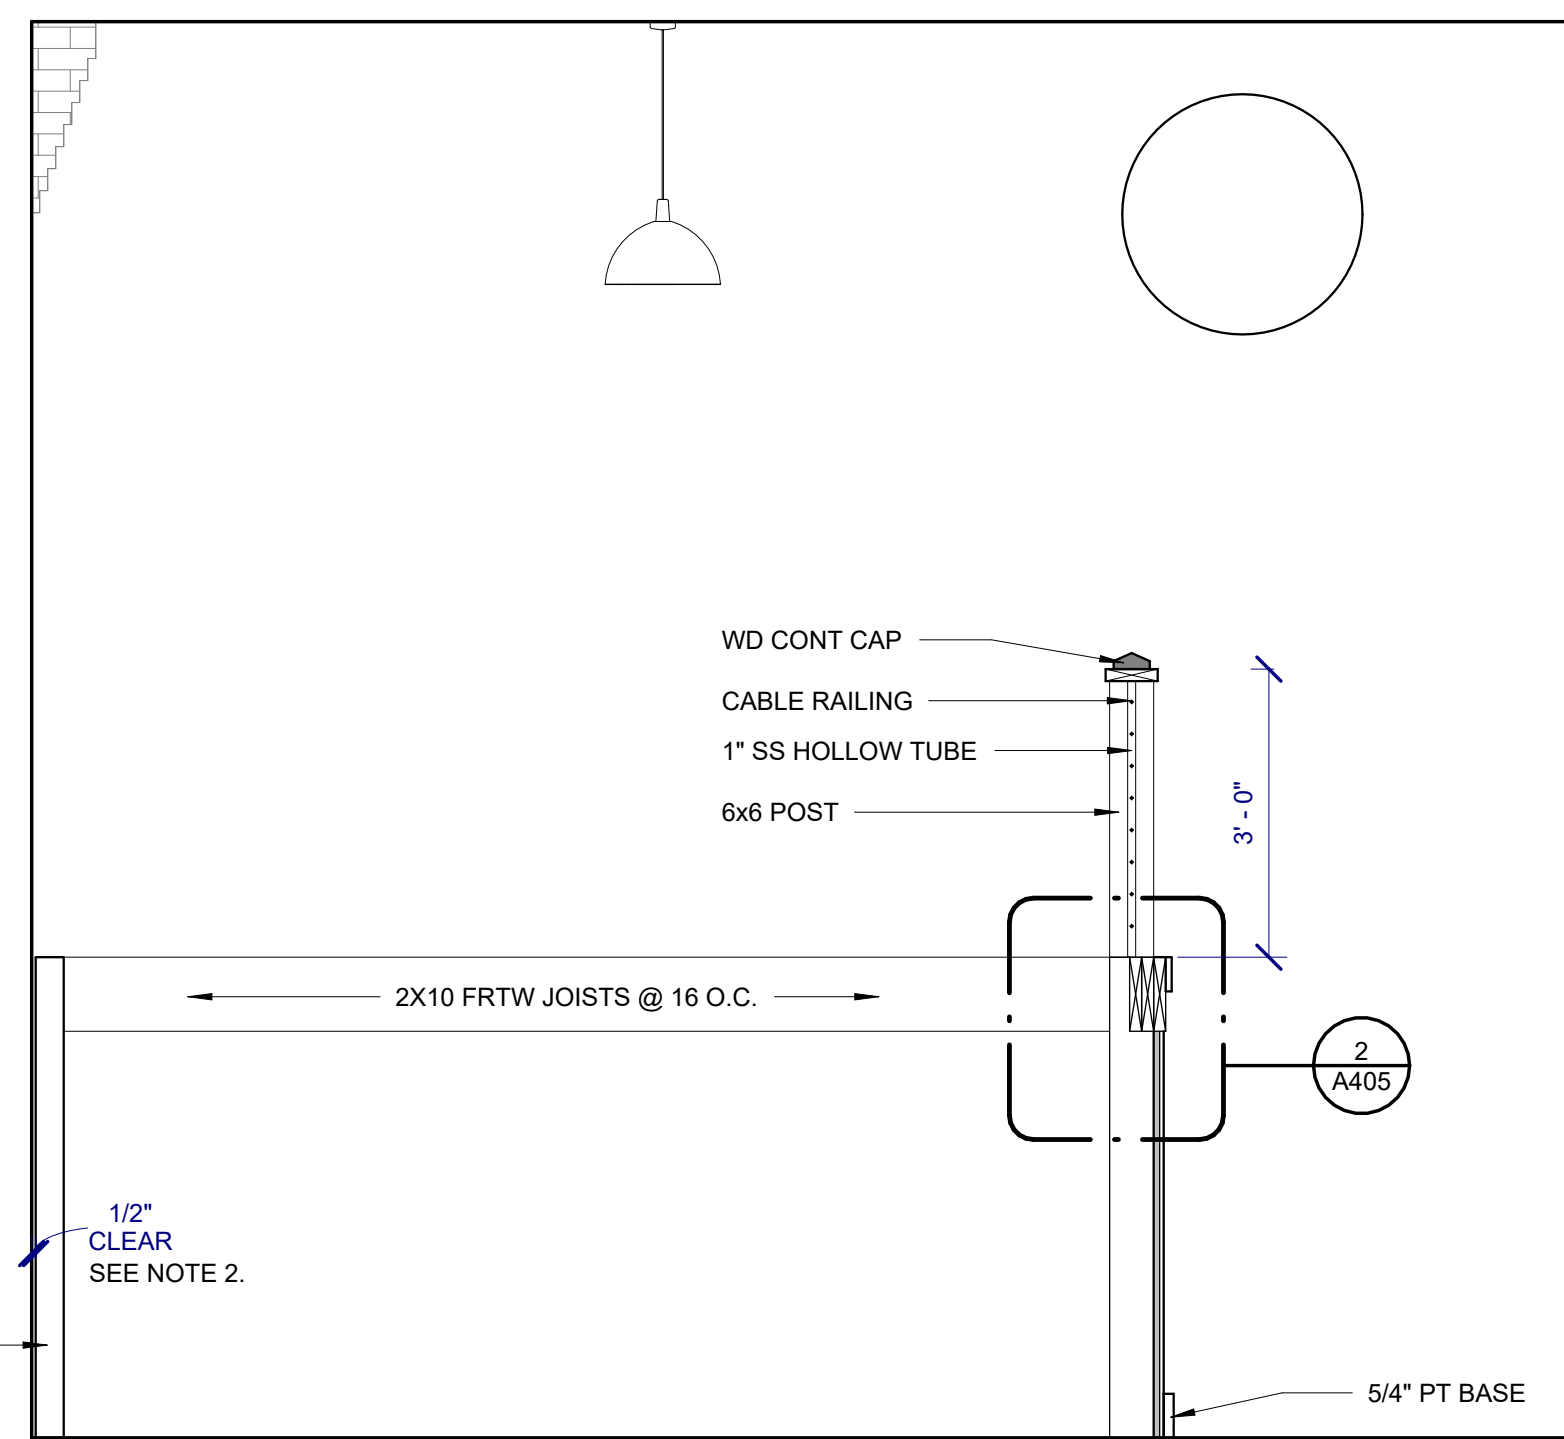 WD CONT CAP
CABLE RAILING
1" SS HOLLOW TUBE
6x6 POST
3' - 0"
2X10 FRTW JOISTS @ 16 O.C.
2
A405
1/2"
CLEAR
SEE NOTE 2.
5/4" PT BASE